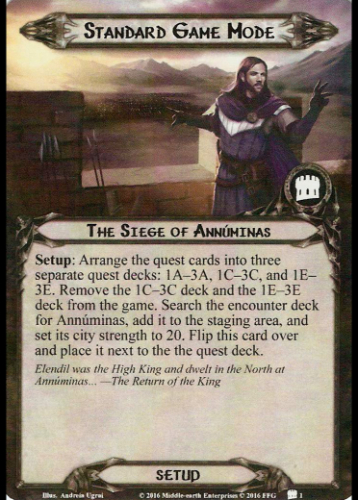 Standard Game Mode
The Siege of Annúminas
Setup: Arrange the quest cards into three
separate quest decks: 1A–3A, 1C–3C, and 1E–
3E. Remove the 1C–3C deck and the 1E–3E
deck from the game. Search the encounter deck
for Annúminas, add it to the staging area, and
set its city strength to 20. Flip this card over
and place it next to the the quest deck.
Elendil was the High King and dwelt in the North at
Annúminas... —The Return of the King
SETUP
Illus. Andreia Ugrai © 2016 Middle-earth Enterprises © 2016 FFG 1